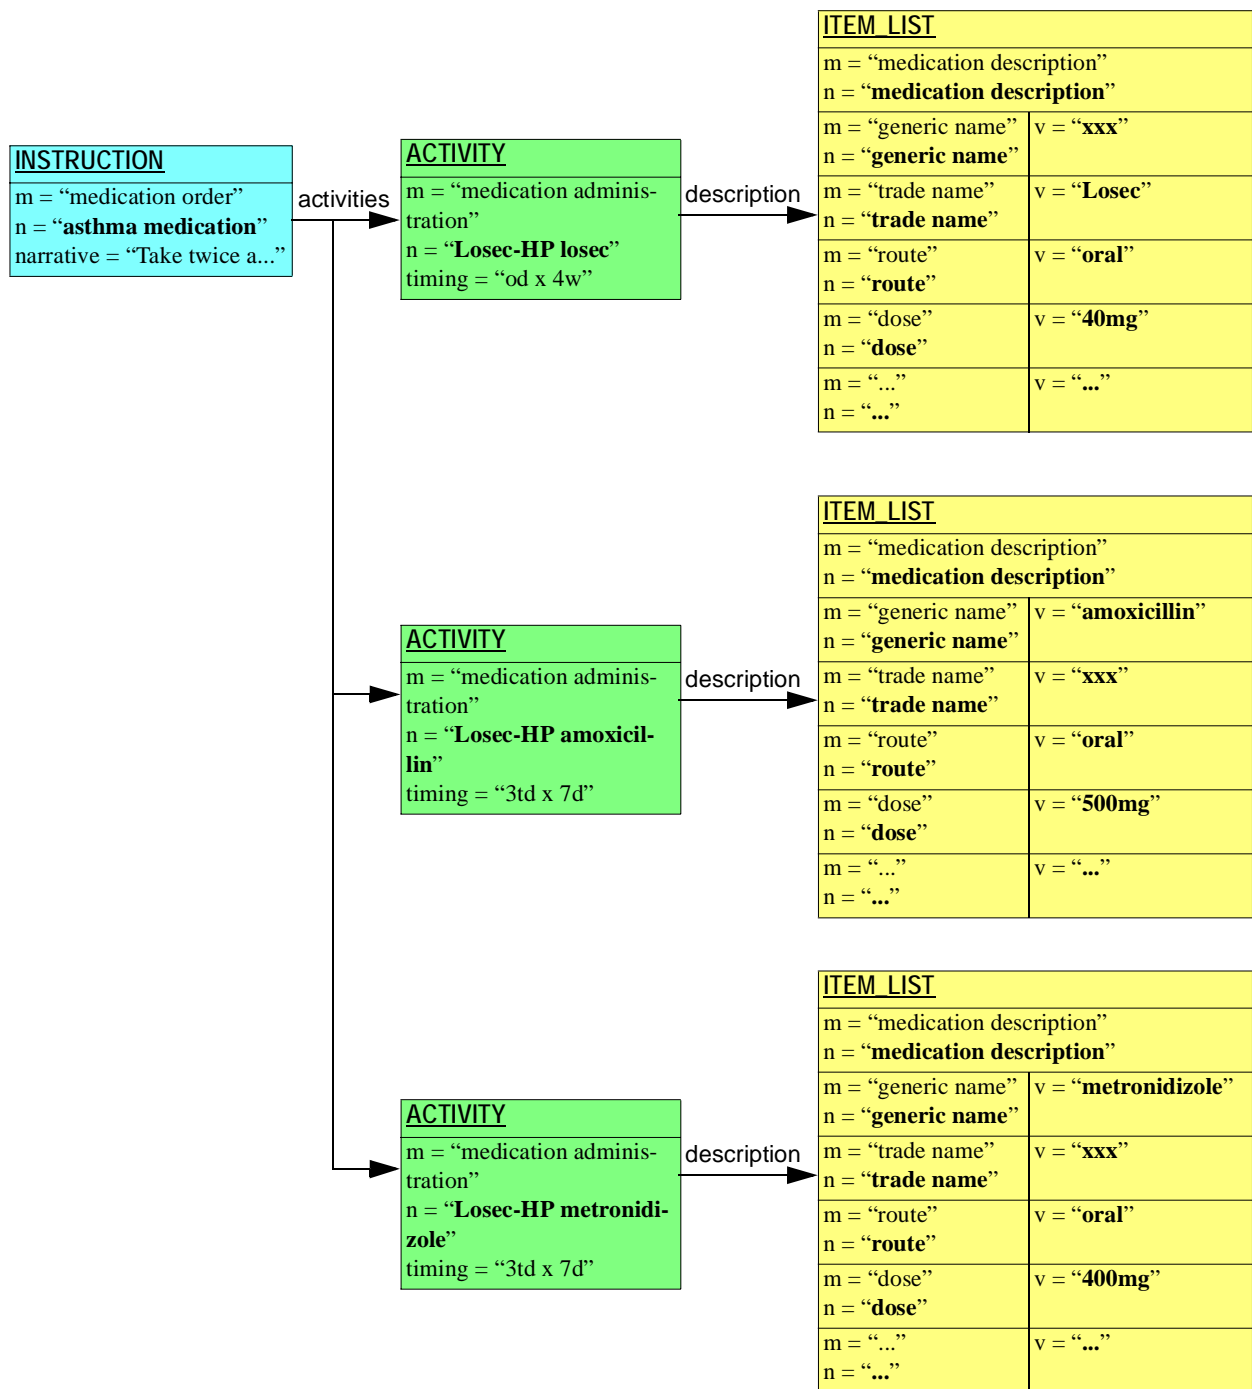 INSTRUCTION
m = “medication order”
n = “asthma medication”
narrative = “Take twice a...”
activities
ACTIVITY
m = “medication adminis-
tration”
n = “Losec-HP losec”
timing = “od x 4w”
description
ITEM_LIST
m = “medication description”
n = “medication description”
m = “generic name” v = “xxx”
n = “generic name”
m = “trade name” v = “Losec”
n = “trade name”
m = “route” v = “oral”
n = “route”
m = “dose” v = “40mg”
n = “dose”
m = “...” v = “...”
n = “...”
ACTIVITY
m = “medication adminis-
tration”
n = “Losec-HP amoxicil-
lin”
timing = “3td x 7d”
description
ITEM_LIST
m = “medication description”
n = “medication description”
m = “generic name” v = “amoxicillin”
n = “generic name”
m = “trade name” v = “xxx”
n = “trade name”
m = “route” v = “oral”
n = “route”
m = “dose” v = “500mg”
n = “dose”
m = “...” v = “...”
n = “...”
ACTIVITY
m = “medication adminis-
tration”
n = “Losec-HP metronidi-
zole”
timing = “3td x 7d”
description
ITEM_LIST
m = “medication description”
n = “medication description”
m = “generic name” v = “metronidizole”
n = “generic name”
m = “trade name” v = “xxx”
n = “trade name”
m = “route” v = “oral”
n = “route”
m = “dose” v = “400mg”
n = “dose”
m = “...” v = “...”
n = “...”